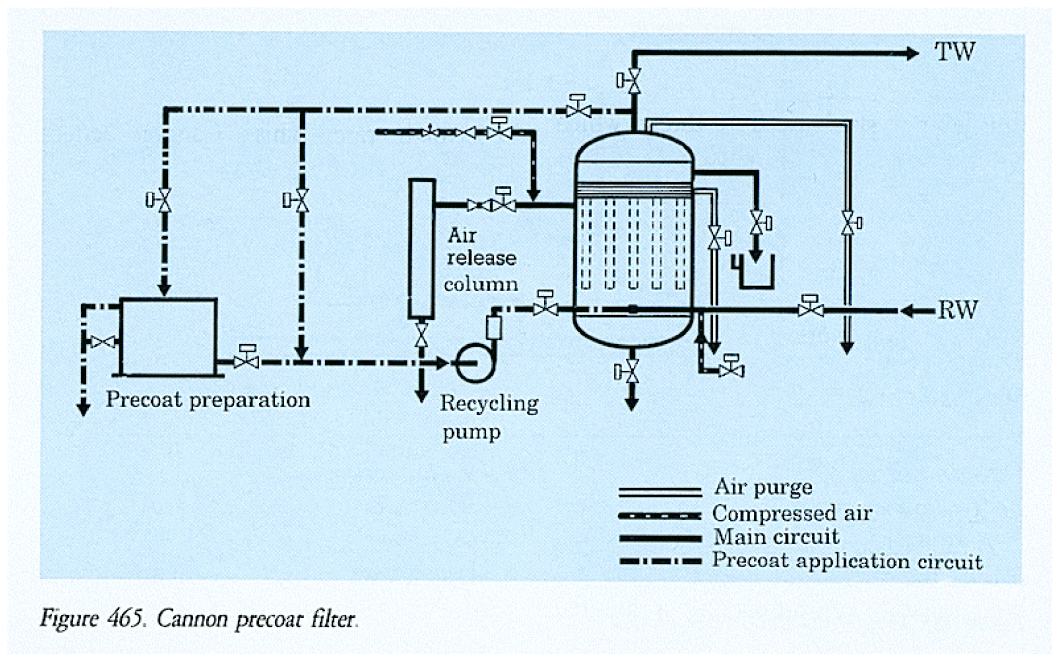 TW
Air
release
column
RW
Precoat preparation
Recycling
pump
Air purge
Compressed air
Main circuit
Precoat application circuit
Figure 465. Cannon precoat filter.